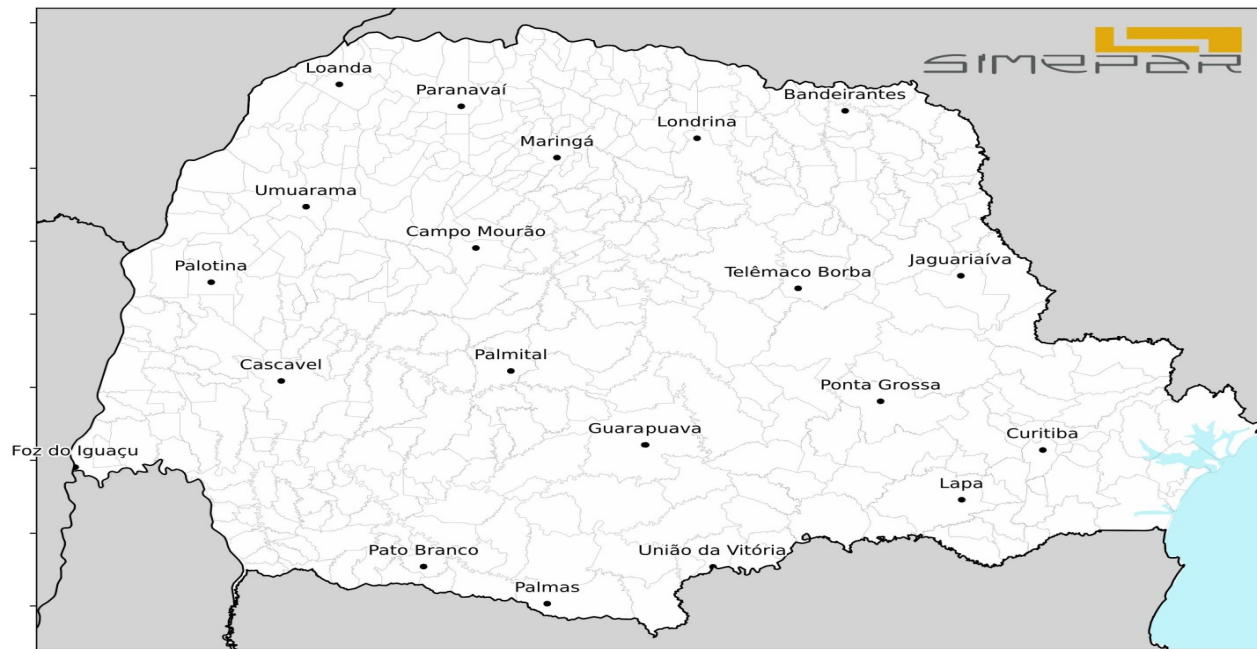 SIMEPAR
Loanda
Paranavaí
Bandeirantes
Londrina
Maringá
Umuarama
Campo Mourão
Jaguariaíva
Palotina
Telêmaco Borba
Palmital
Cascavel
Ponta Grossa
Guarapuava
Curitiba
Foz do Iguaçu
Lapa
Pato Branco
União da Vitória
Palmas